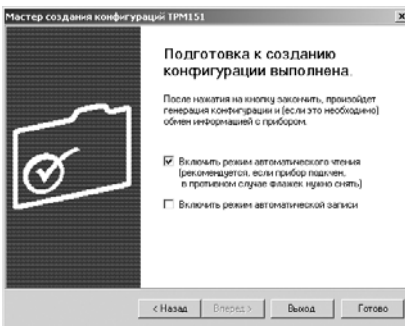 Мастер создания конфигураций ТРМ151
Подготовка к созданию
конфигурации выполнена.
После нажатия на кнопку закончить, произойдет
генерация конфигурации и (если это необходимо)
обмен информацией с прибором.
Включить режим автоматического чтения
(рекомендуется, если прибор подключен,
в противном случае флажек нужно снять)
Включить режим автоматической записи
< Назад Вперед > Выход Готово